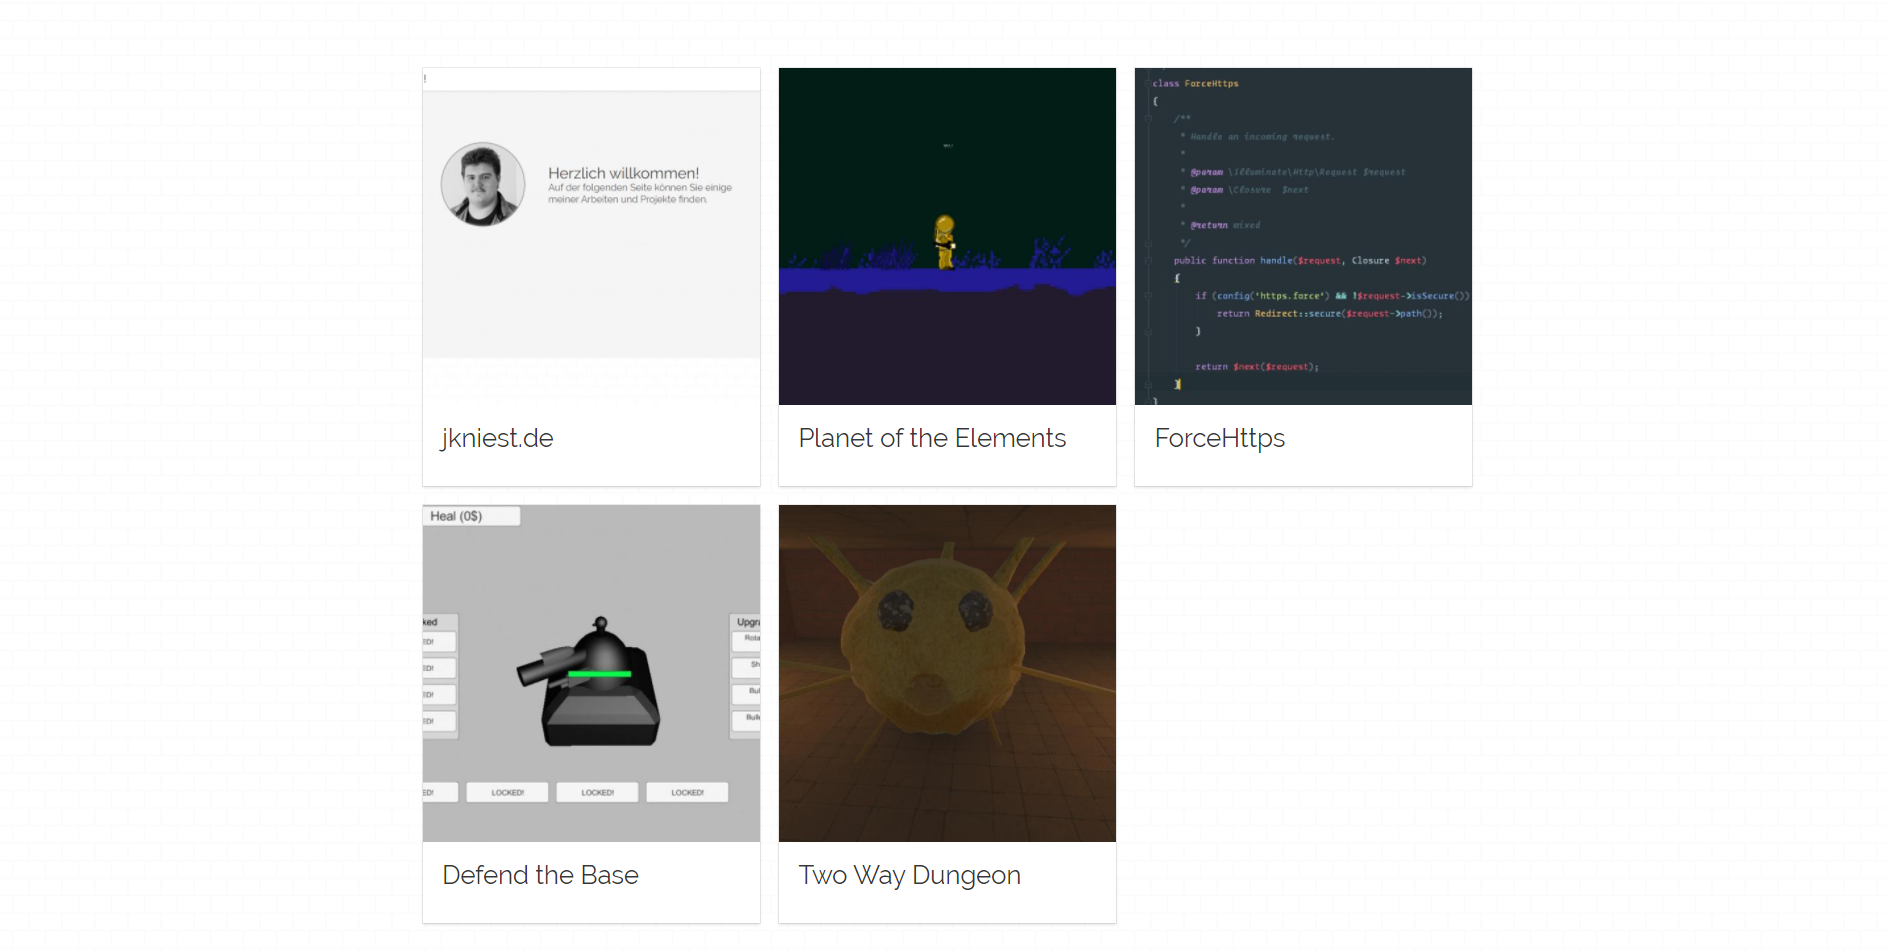 !
Herzlich willkommen!
Auf der folgenden Seite können Sie einige
meiner Arbeiten und Projekte finden.
jkniest.de
Planet of the Elements
class ForceHttps
{
/**
* Handle an incoming request.
*
* @param \Illuminate\Http\Request $request
* @param \Closure $next
*
* @return mixed
*/
public function handle($request, Closure $next)
{
if (config('https.force') && !$request->isSecure())
return Redirect::secure($request->path());
}
return $next($request);
}
}
ForceHttps
Heal (0$)
ked
ED!
ED!
ED!
ED!
Upgra
Rota
Sh
Bul
Bulle
ED!
LOCKED!
LOCKED!
LOCKED!
Defend the Base
Two Way Dungeon